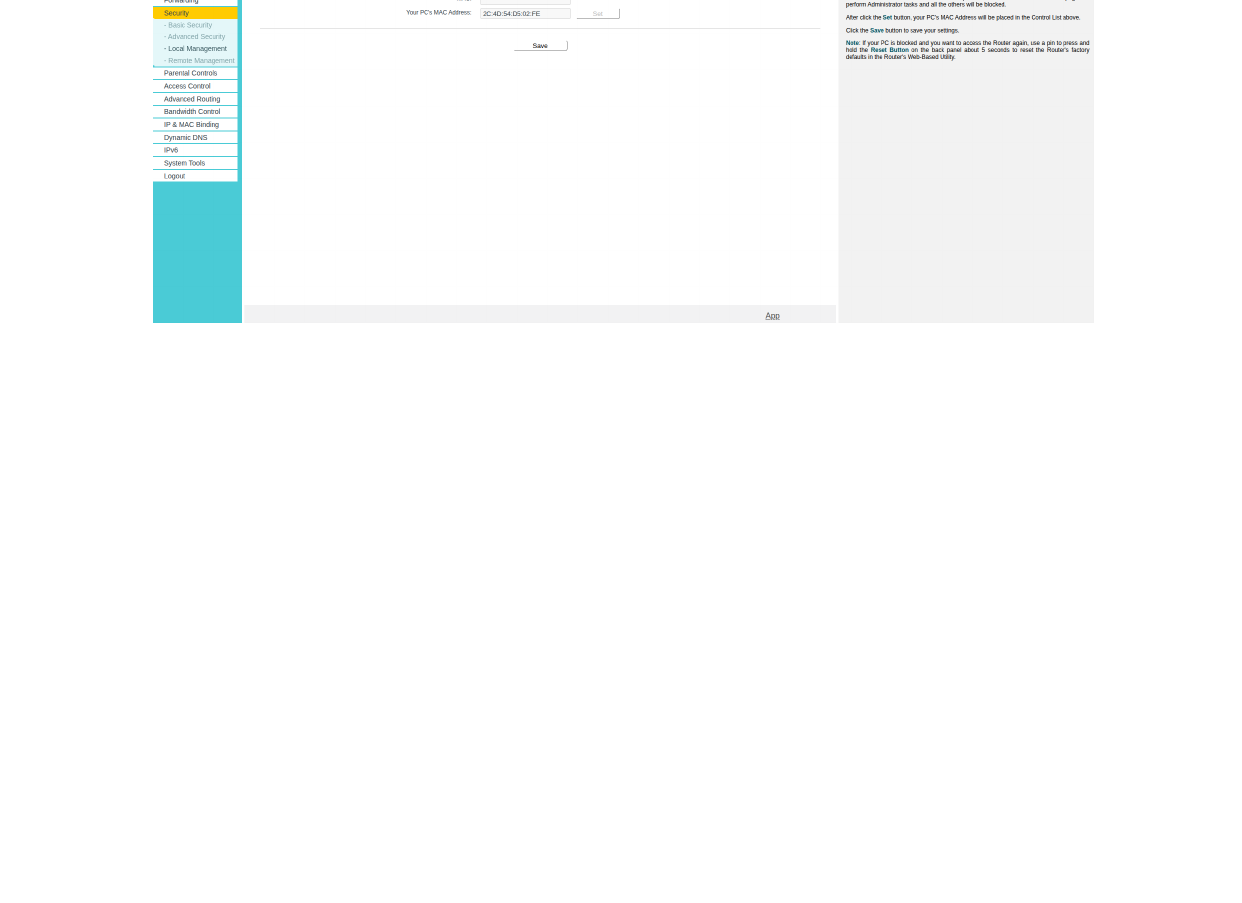 Forwarding
Security
- Basic Security
- Advanced Security
- Local Management
- Remote Management
Parental Controls
Access Control
Advanced Routing
Bandwidth Control
IP & MAC Binding
Dynamic DNS
IPv6
System Tools
Logout
Your PC's MAC Address:
2C:4D:54:D5:02:FE
Set
Save
App
perform Administrator tasks and all the others will be blocked.
After click the Set button, your PC's MAC Address will be placed in the Control List above.
Click the Save button to save your settings.
Note: If your PC is blocked and you want to access the Router again, use a pin to press and
hold the Reset Button on the back panel about 5 seconds to reset the Router's factory
defaults in the Router's Web-Based Utility.